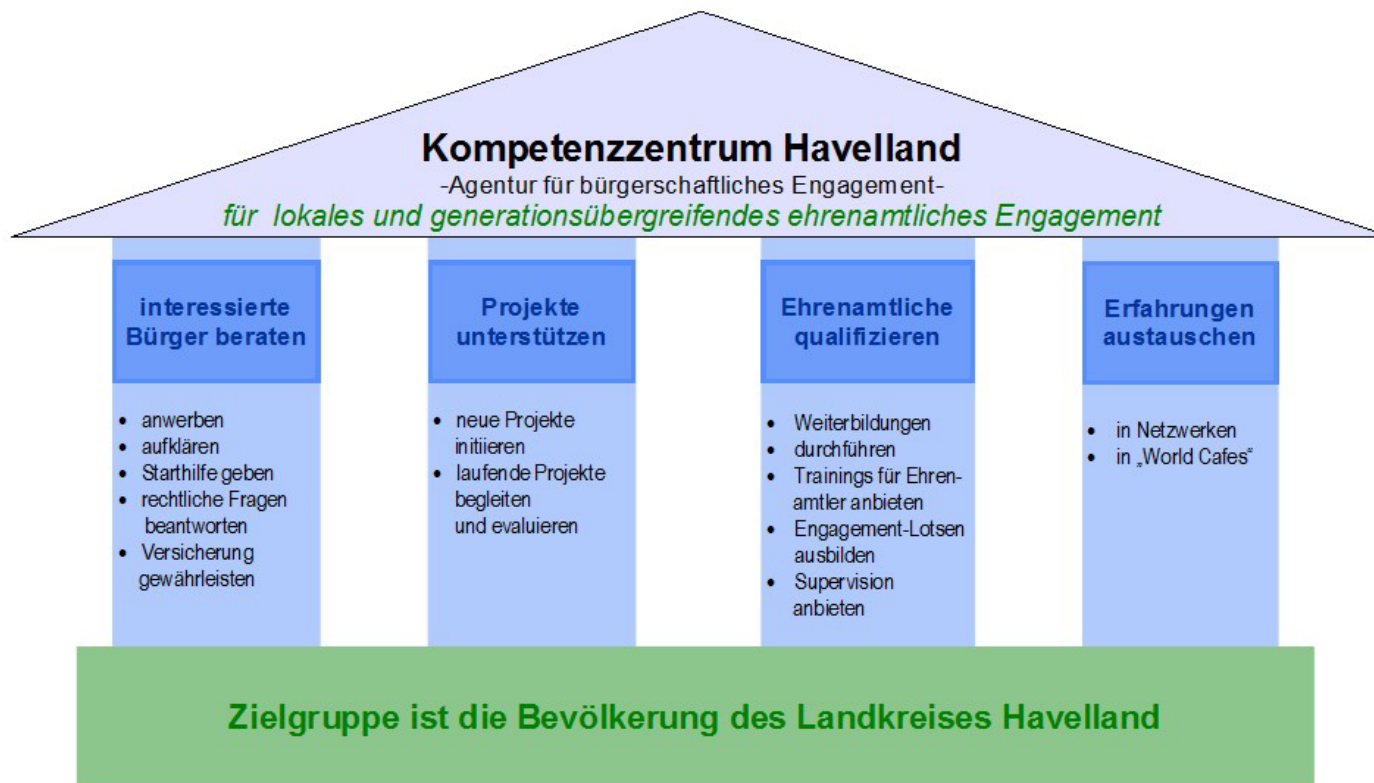 Kompetenzzentrum Havelland
-Agentur für bürgerschaftliches Engagement-
für lokales und generationsübergreifendes ehrenamtliches Engagement
interessierte
Bürger beraten
• anwerben
• aufklären
• Starthilfe geben
• rechtliche Fragen
beantworten
• Versicherung
gewährleisten
Projekte
unterstützen
• neue Projekte
initiieren
• laufende Projekte
begleiten
und evaluieren
Ehrenamtliche
qualifizieren
• Weiterbildungen
• durchführen
• Trainings für Ehren-
amtler anbieten
• Engagement-Lotsen
ausbilden
• Supervision
anbieten
Erfahrungen
austauschen
• in Netzwerken
• in „World Cafes“
Zielgruppe ist die Bevölkerung des Landkreises Havelland